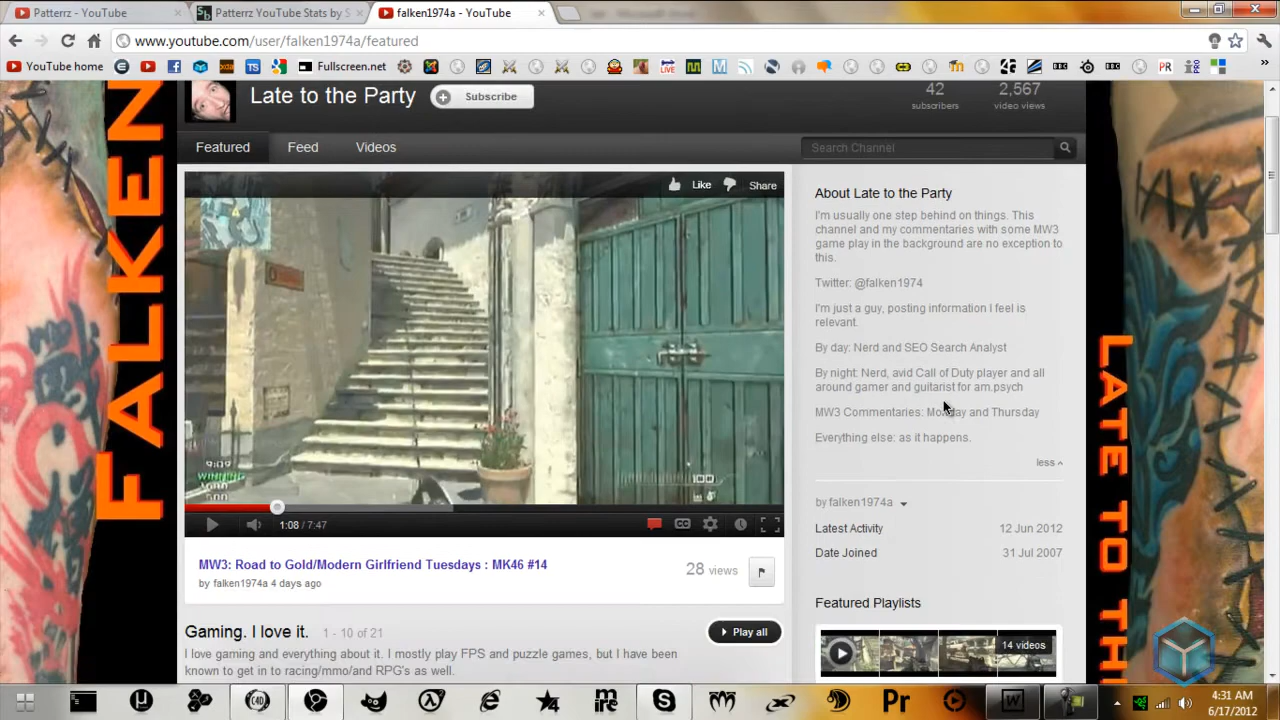 Patterrz - YouTube
Patterrz YouTube Stats by S
falken1974a - YouTube
www.youtube.com/user/falken1974a/featured
YouTube home
Fullscreen.net
FALKEN
Late to the Party
Subscribe
42
subscribers
2,567
video views
Featured
Feed
Videos
Search Channel
Like
Share
9:09
WINNING
100
1:08 / 7:47
CC
MW3: Road to Gold/Modern Girlfriend Tuesdays : MK46 #14
by falken1974a 4 days ago
28 views
Gaming. I love it.
1 - 10 of 21
Play all
I love gaming and everything about it. I mostly play FPS and puzzle games, but I have been
known to get in to racing/mmo/and RPG's as well.
About Late to the Party
I'm usually one step behind on things. This
channel and my commentaries with some MW3
game play in the background are no exception to
this.
Twitter: @falken1974
I'm just a guy, posting information I feel is
relevant.
By day: Nerd and SEO Search Analyst
By night: Nerd, avid Call of Duty player and all
around gamer and guitarist for am.psych
MW3 Commentaries: Monday and Thursday
Everything else: as it happens.
less
by falken1974a
Latest Activity
12 Jun 2012
Date Joined
31 Jul 2007
Featured Playlists
14 videos
LATE TO TH
4:31 AM
6/17/2012